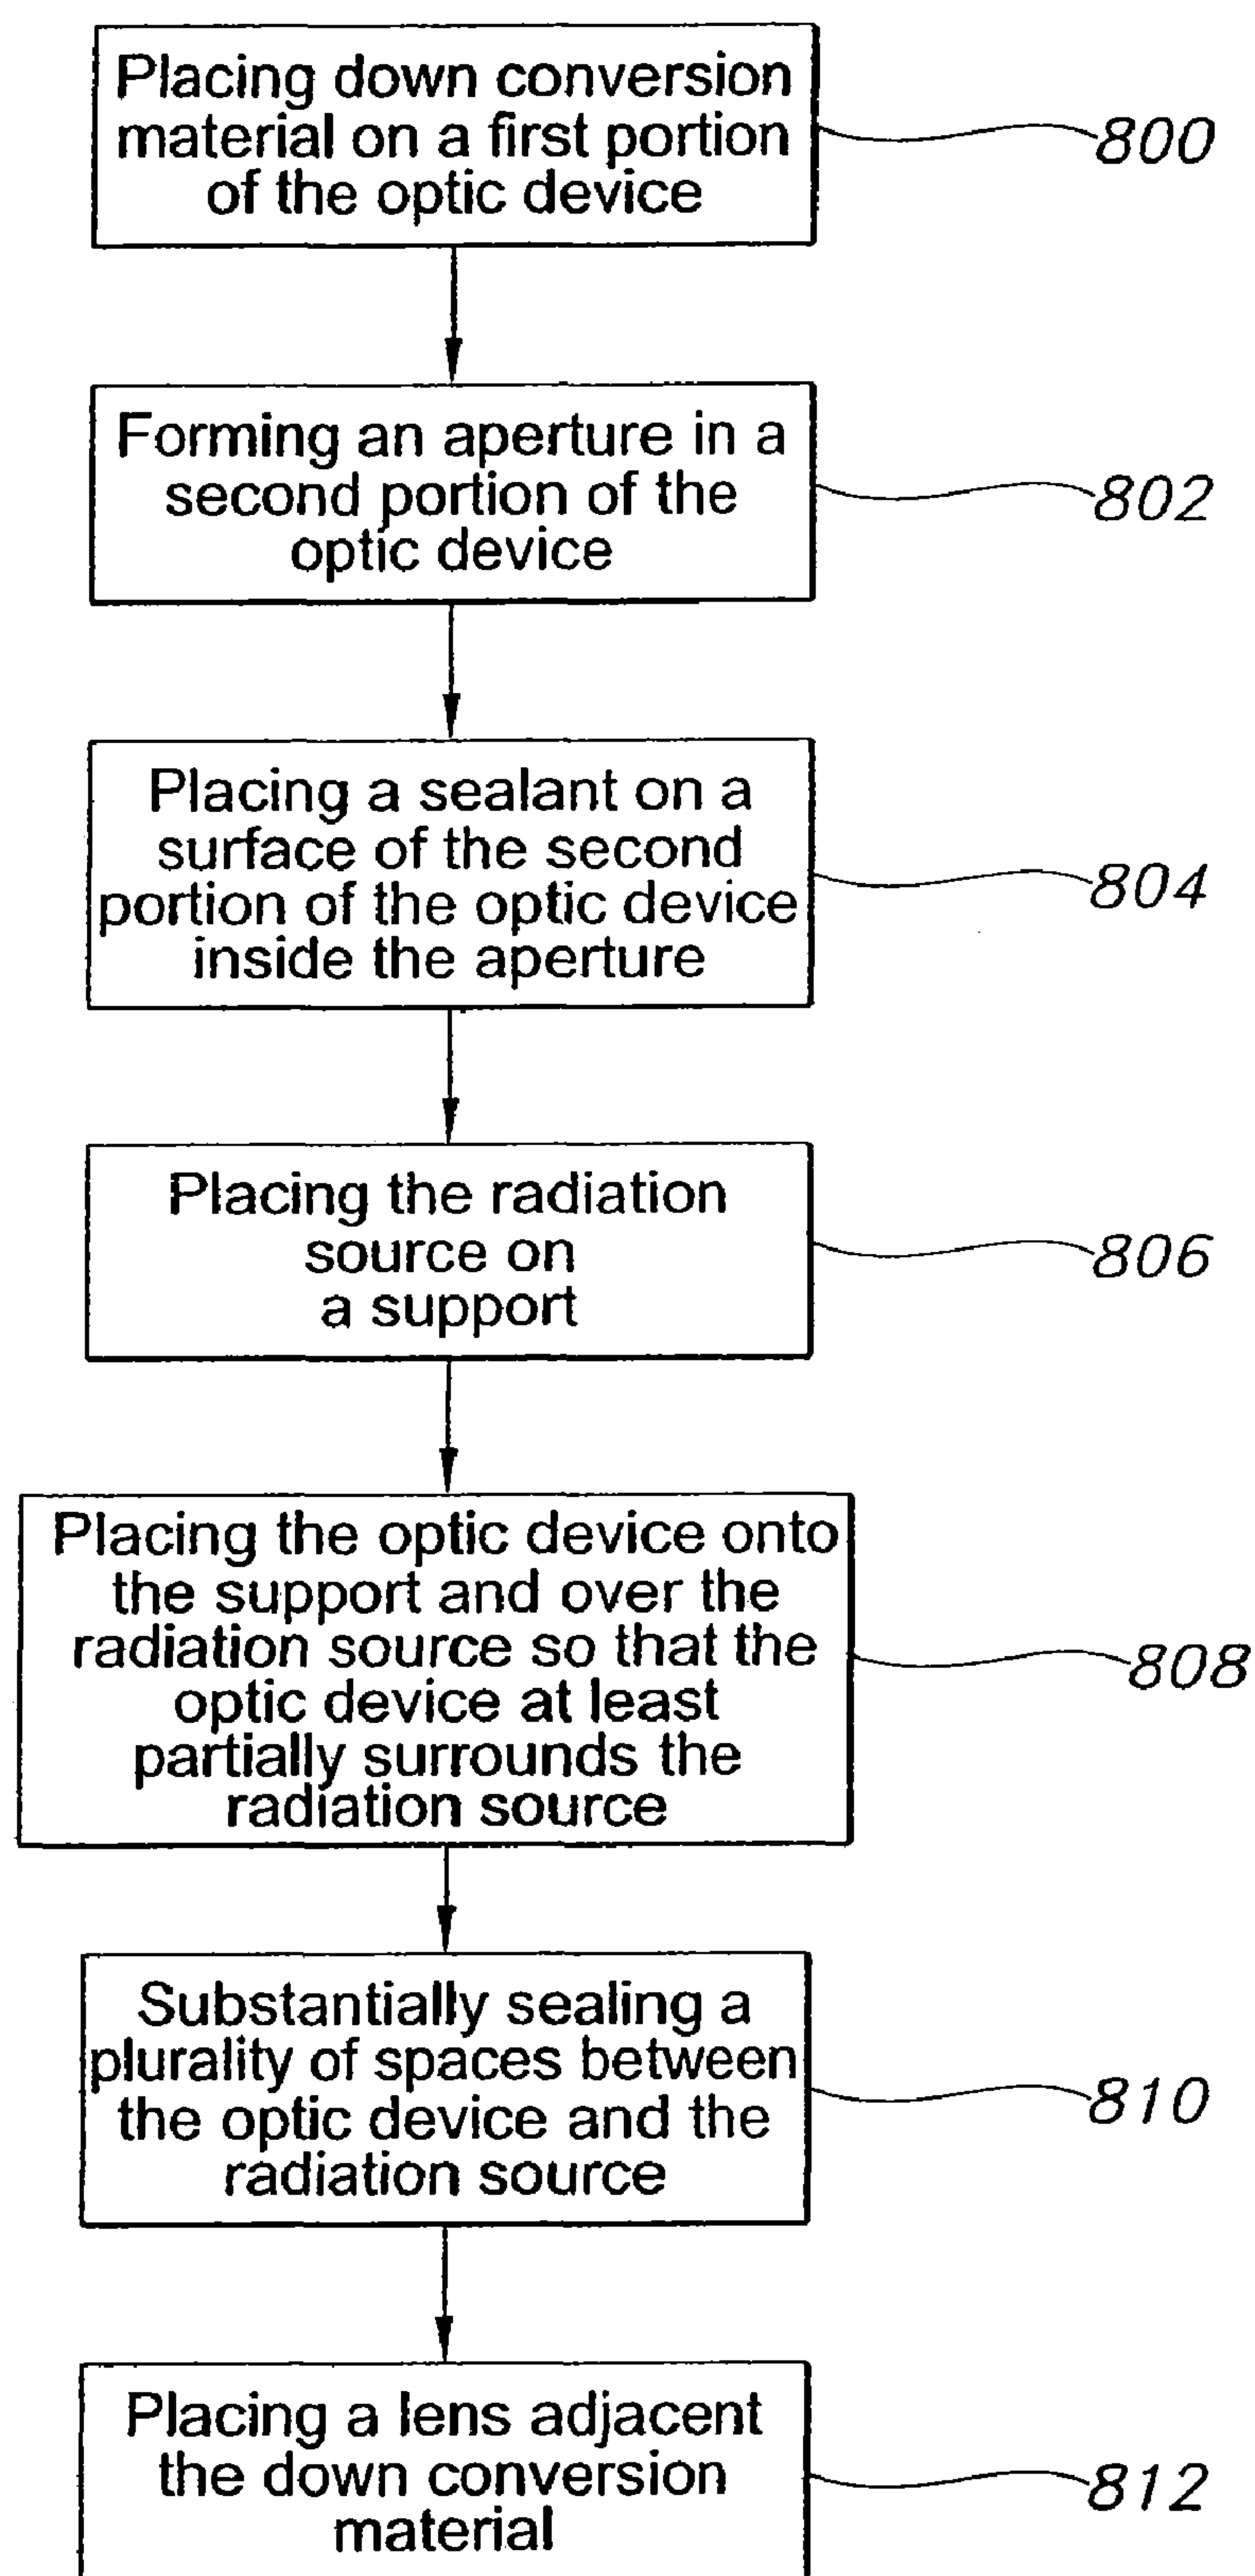 Placing down conversion
material on a first portion
of the optic device
800
Forming an aperture in a
second portion of the
optic device
802
Placing a sealant on a
surface of the second
portion of the optic device
inside the aperture
804
Placing the radiation
source on
a support
806
Placing the optic device onto
the support and over the
radiation source so that the
optic device at least
partially surrounds the
radiation source
808
Substantially sealing a
plurality of spaces between
the optic device and the
radiation source
810
Placing a lens adjacent
the down conversion
material
812